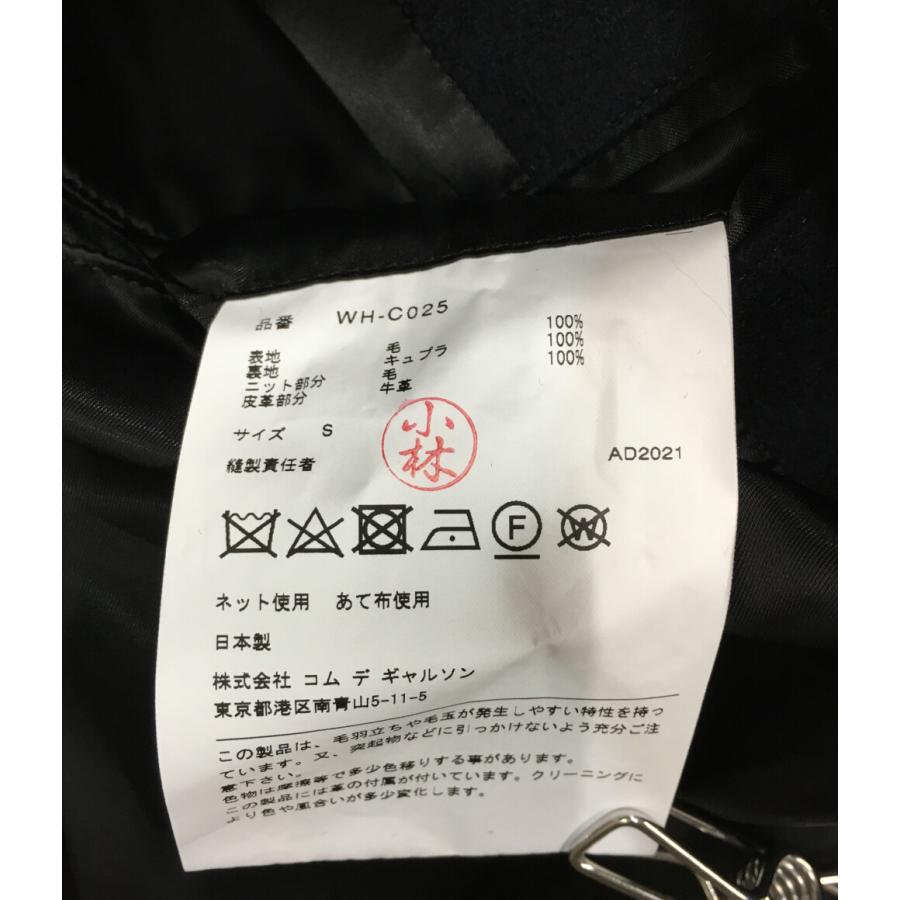 品番 WH-C025
表地 毛 100%
裏地 キュプラ 100%
ニット部分 毛 100%
皮革部分 牛革
サイズ S
小林
縫製責任者 AD2021
F W
ネット使用 あて布使用
日本製
株式会社 コム デ ギャルソン
東京都港区南青山5-11-5
この製品は、毛羽立ちや毛玉が発生しやすい特性を持っ
ています。又、突起物などに引っかけないよう充分ご注
意下さい。
色物は摩擦等で多少色移りする事があります。
この製品には革の付属が付いています。クリーニングに
より色や風合いが多少変化します。